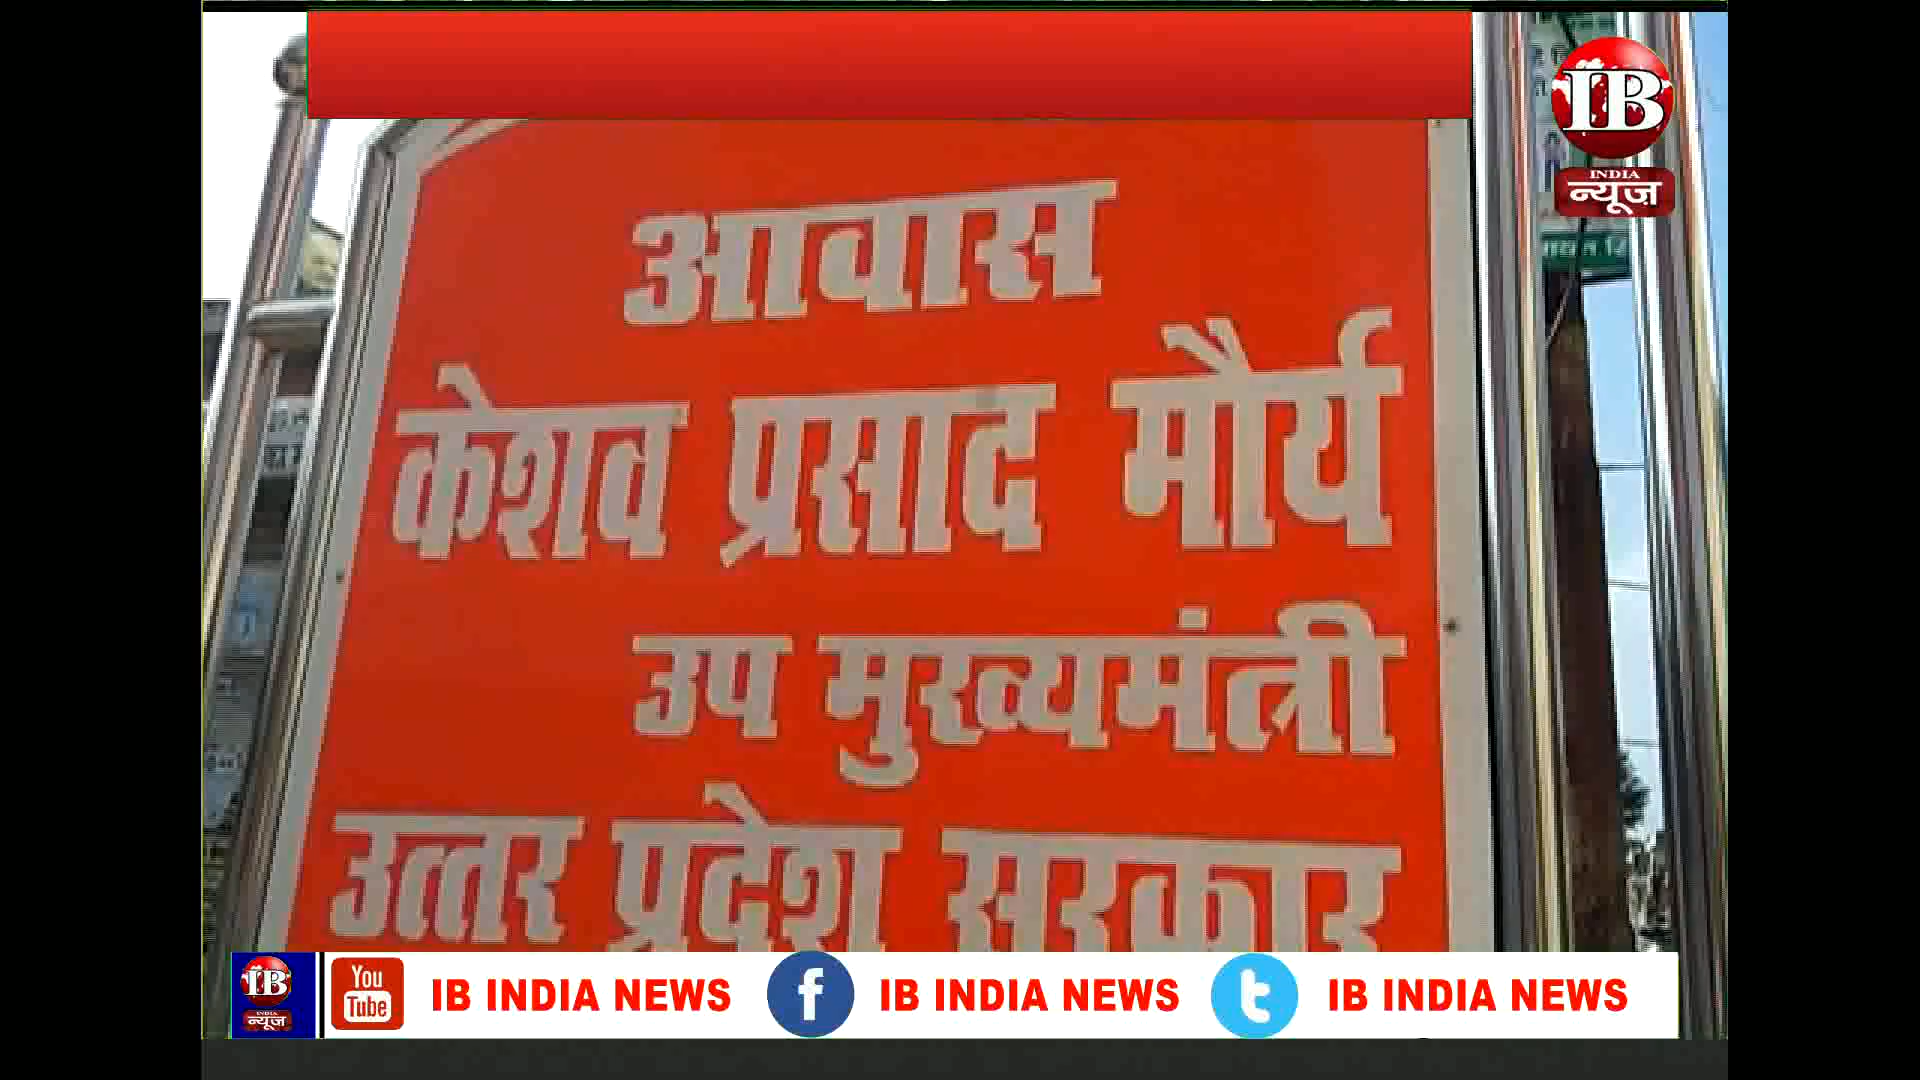 IB
INDIA
न्यूज़
आवास
केशव प्रसाद मौर्य
उप मुख्यमंत्री
उत्तर प्रदेश सरकार
IB
INDIA
न्यूज़
You
Tube
IB INDIA NEWS
f
IB INDIA NEWS
IB INDIA NEWS